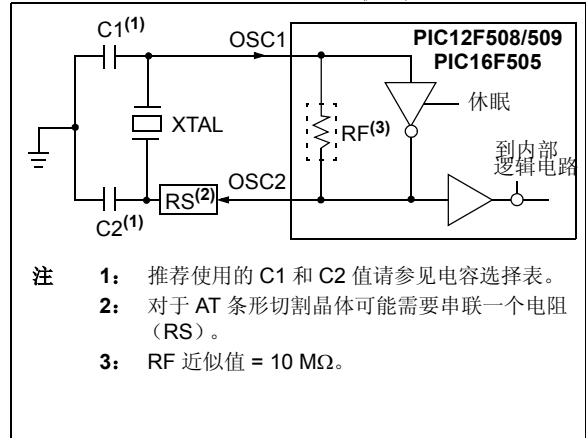 C1(1)
OSC1
PIC12F508/509
PIC16F505
休眠
XTAL
RF(3)
到内部
逻辑电路
OSC2
RS(2)
C2(1)
注 1： 推荐使用的 C1 和 C2 值请参见电容选择表。
2： 对于 AT 条形切割晶体可能需要串联一个电阻
（RS）。
3： RF 近似值 = 10 MΩ。